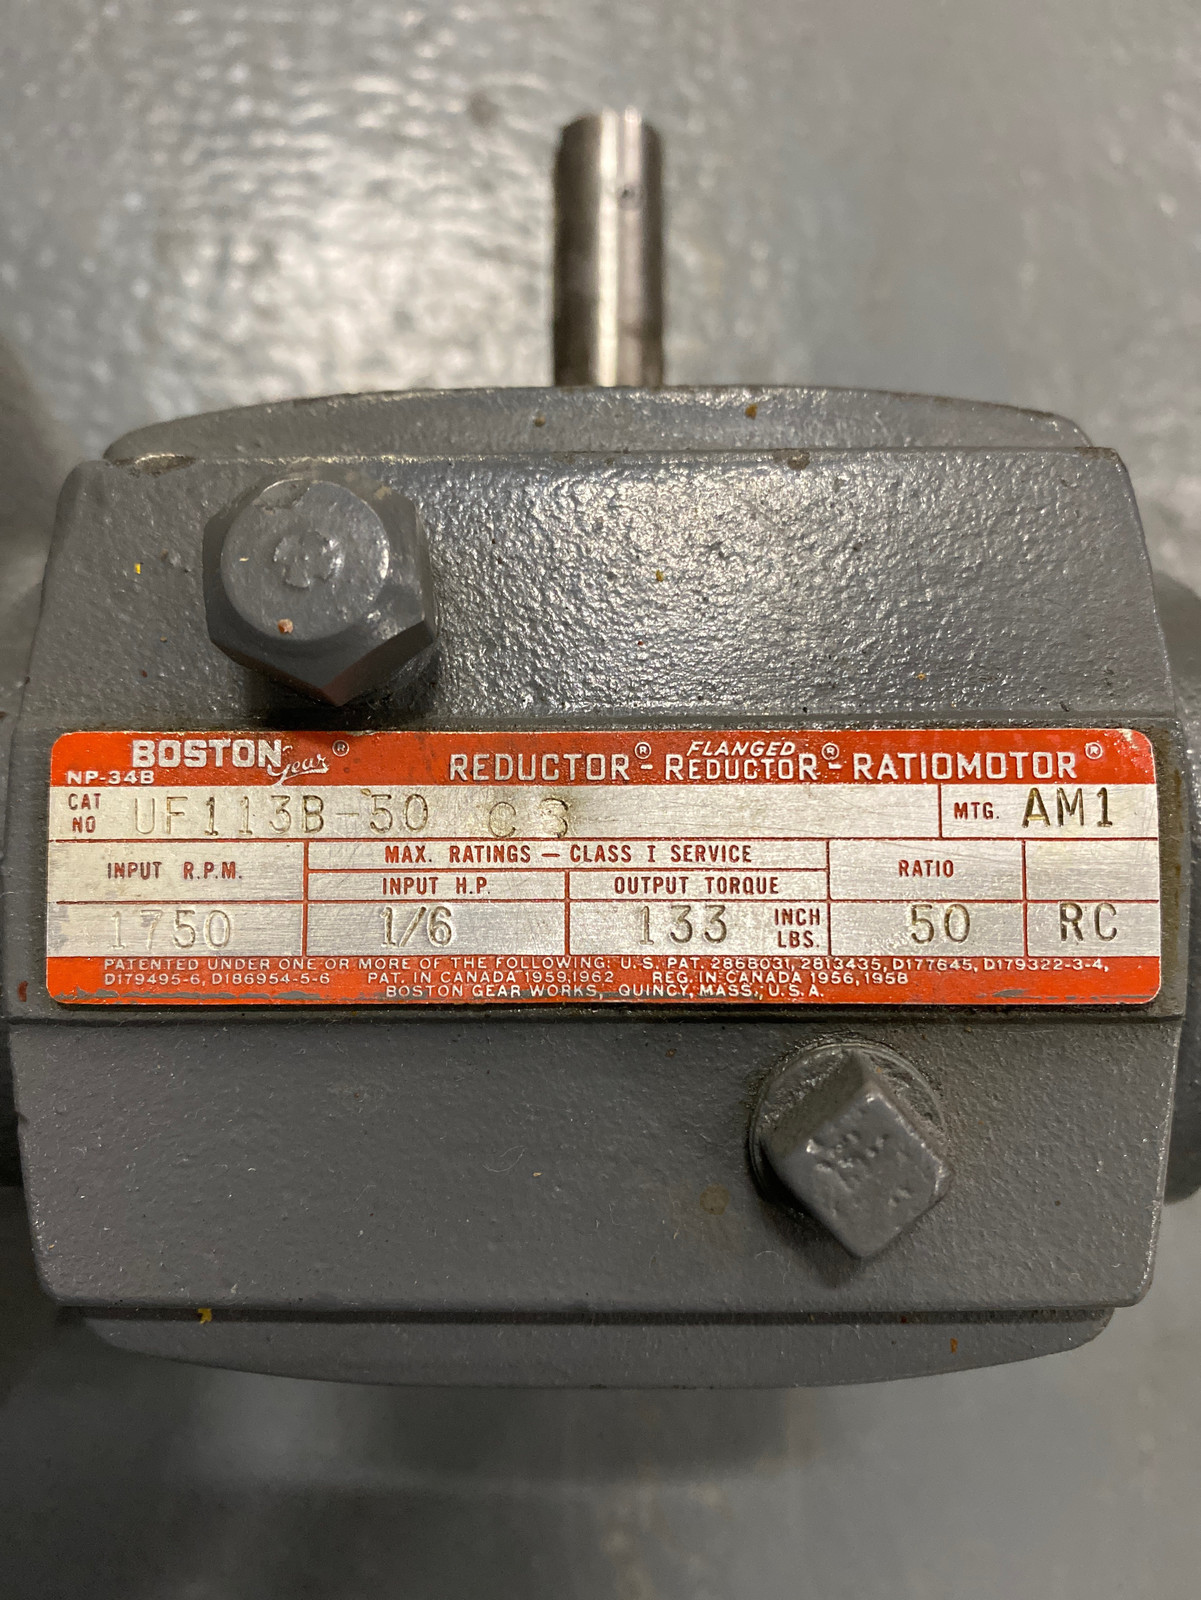 BOSTON Gear ® REDUCTOR® - FLANGED REDUCTOR® - RATIOMOTOR®
NP-34B
CAT NO UF113B-50 C3 MTG. AM1
INPUT R.P.M. MAX. RATINGS — CLASS I SERVICE RATIO
INPUT H.P. OUTPUT TORQUE
1750 1/6 133 INCH LBS. 50 RC
PATENTED UNDER ONE OR MORE OF THE FOLLOWING: U.S. PAT. 2868031, 2813435, D177645, D179322-3-4,
D179495-6, D186954-5-6 PAT. IN CANADA 1959,1962 REG. IN CANADA 1956,1958
BOSTON GEAR WORKS, QUINCY, MASS., U.S.A.